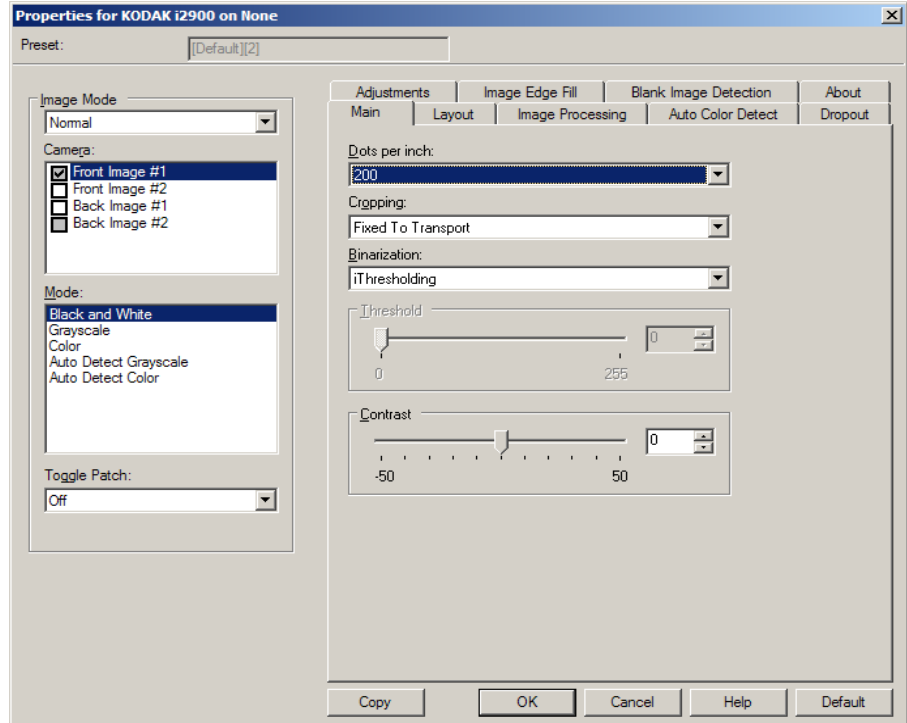 Properties for KODAK i2900 on None
Preset:
[Default][2]
Image Mode
Normal
Camera:
Front Image #1
Front Image #2
Back Image #1
Back Image #2
Mode:
Black and White
Grayscale
Color
Auto Detect Grayscale
Auto Detect Color
Toggle Patch:
Off
Adjustments Image Edge Fill Blank Image Detection About
Main Layout Image Processing Auto Color Detect Dropout
Dots per inch:
200
Cropping:
Fixed To Transport
Binarization:
iThresholding
Threshold
0
0 255
Contrast
0
-50 50
Copy OK Cancel Help Default